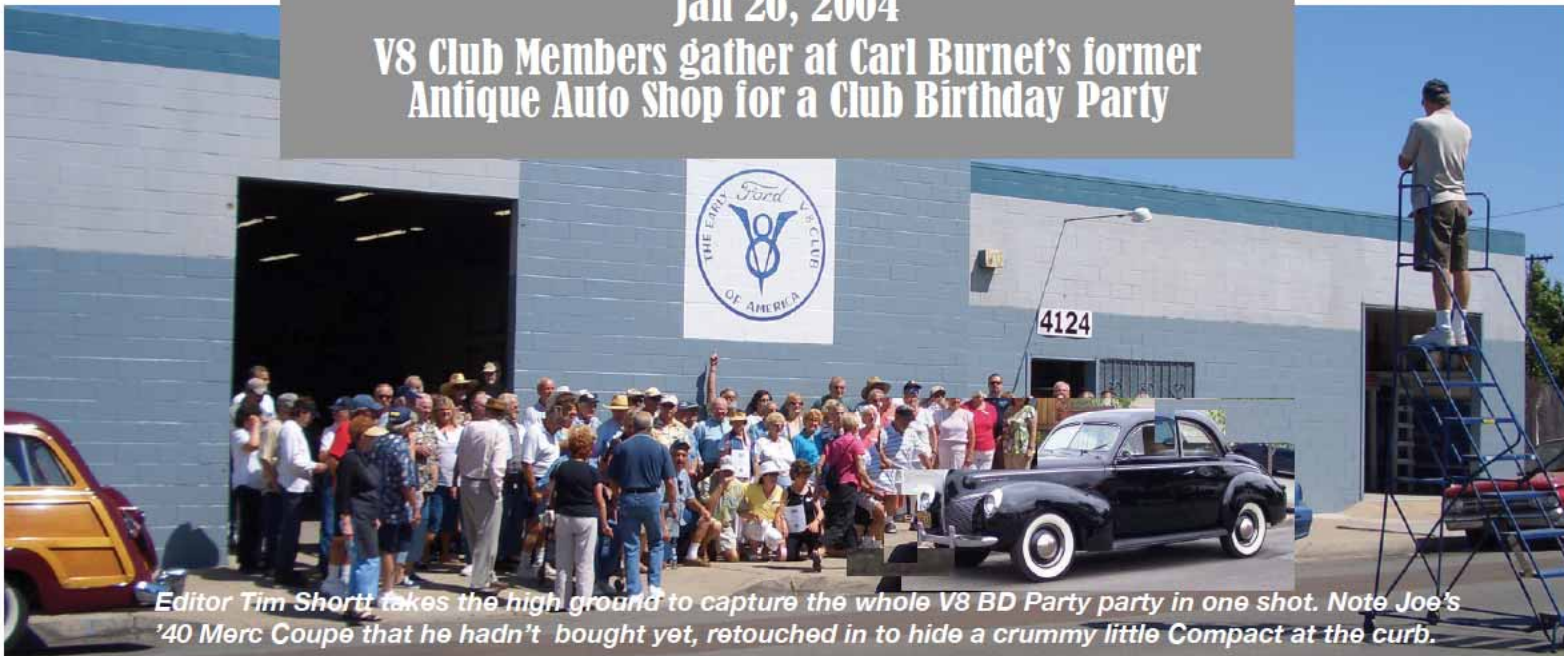 Jan 20, 2004
V8 Club Members gather at Carl Burnet's former
Antique Auto Shop for a Club Birthday Party
THE EARLY Ford V8 CLUB
V8
OF AMERICA
4124
Editor Tim Shortt takes the high ground to capture the whole V8 BD Party party in one shot. Note Joe's
'40 Merc Coupe that he hadn't bought yet, retouched in to hide a crummy little Compact at the curb.